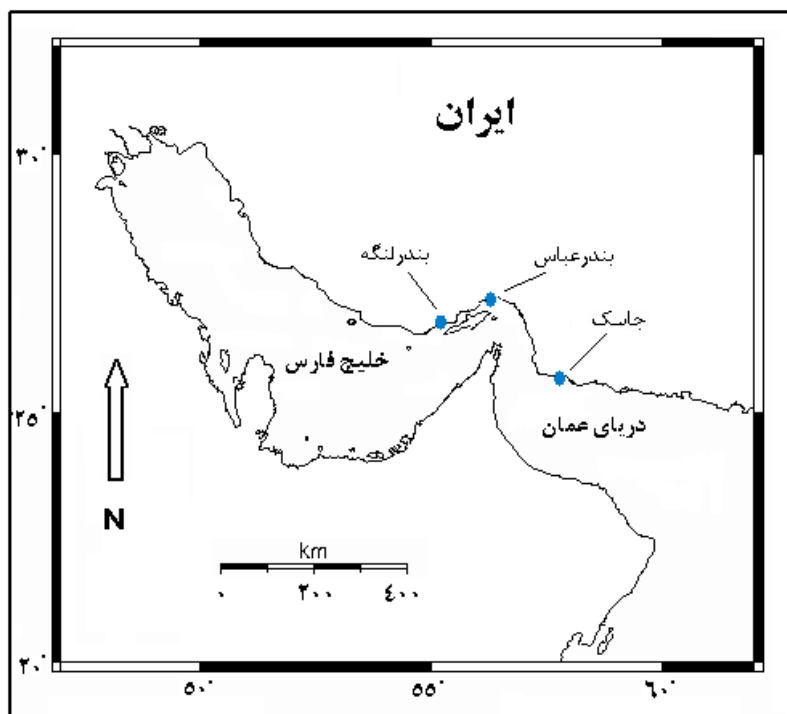 ایران
۳۰°
بندرعباس
بندرلنگه
جاسک
خلیج فارس
۲۵°
دریای عمان
N
km
۰ ۲۰۰ ۴۰۰
۲۰°
۵۰° ۵۵° ۶۰°